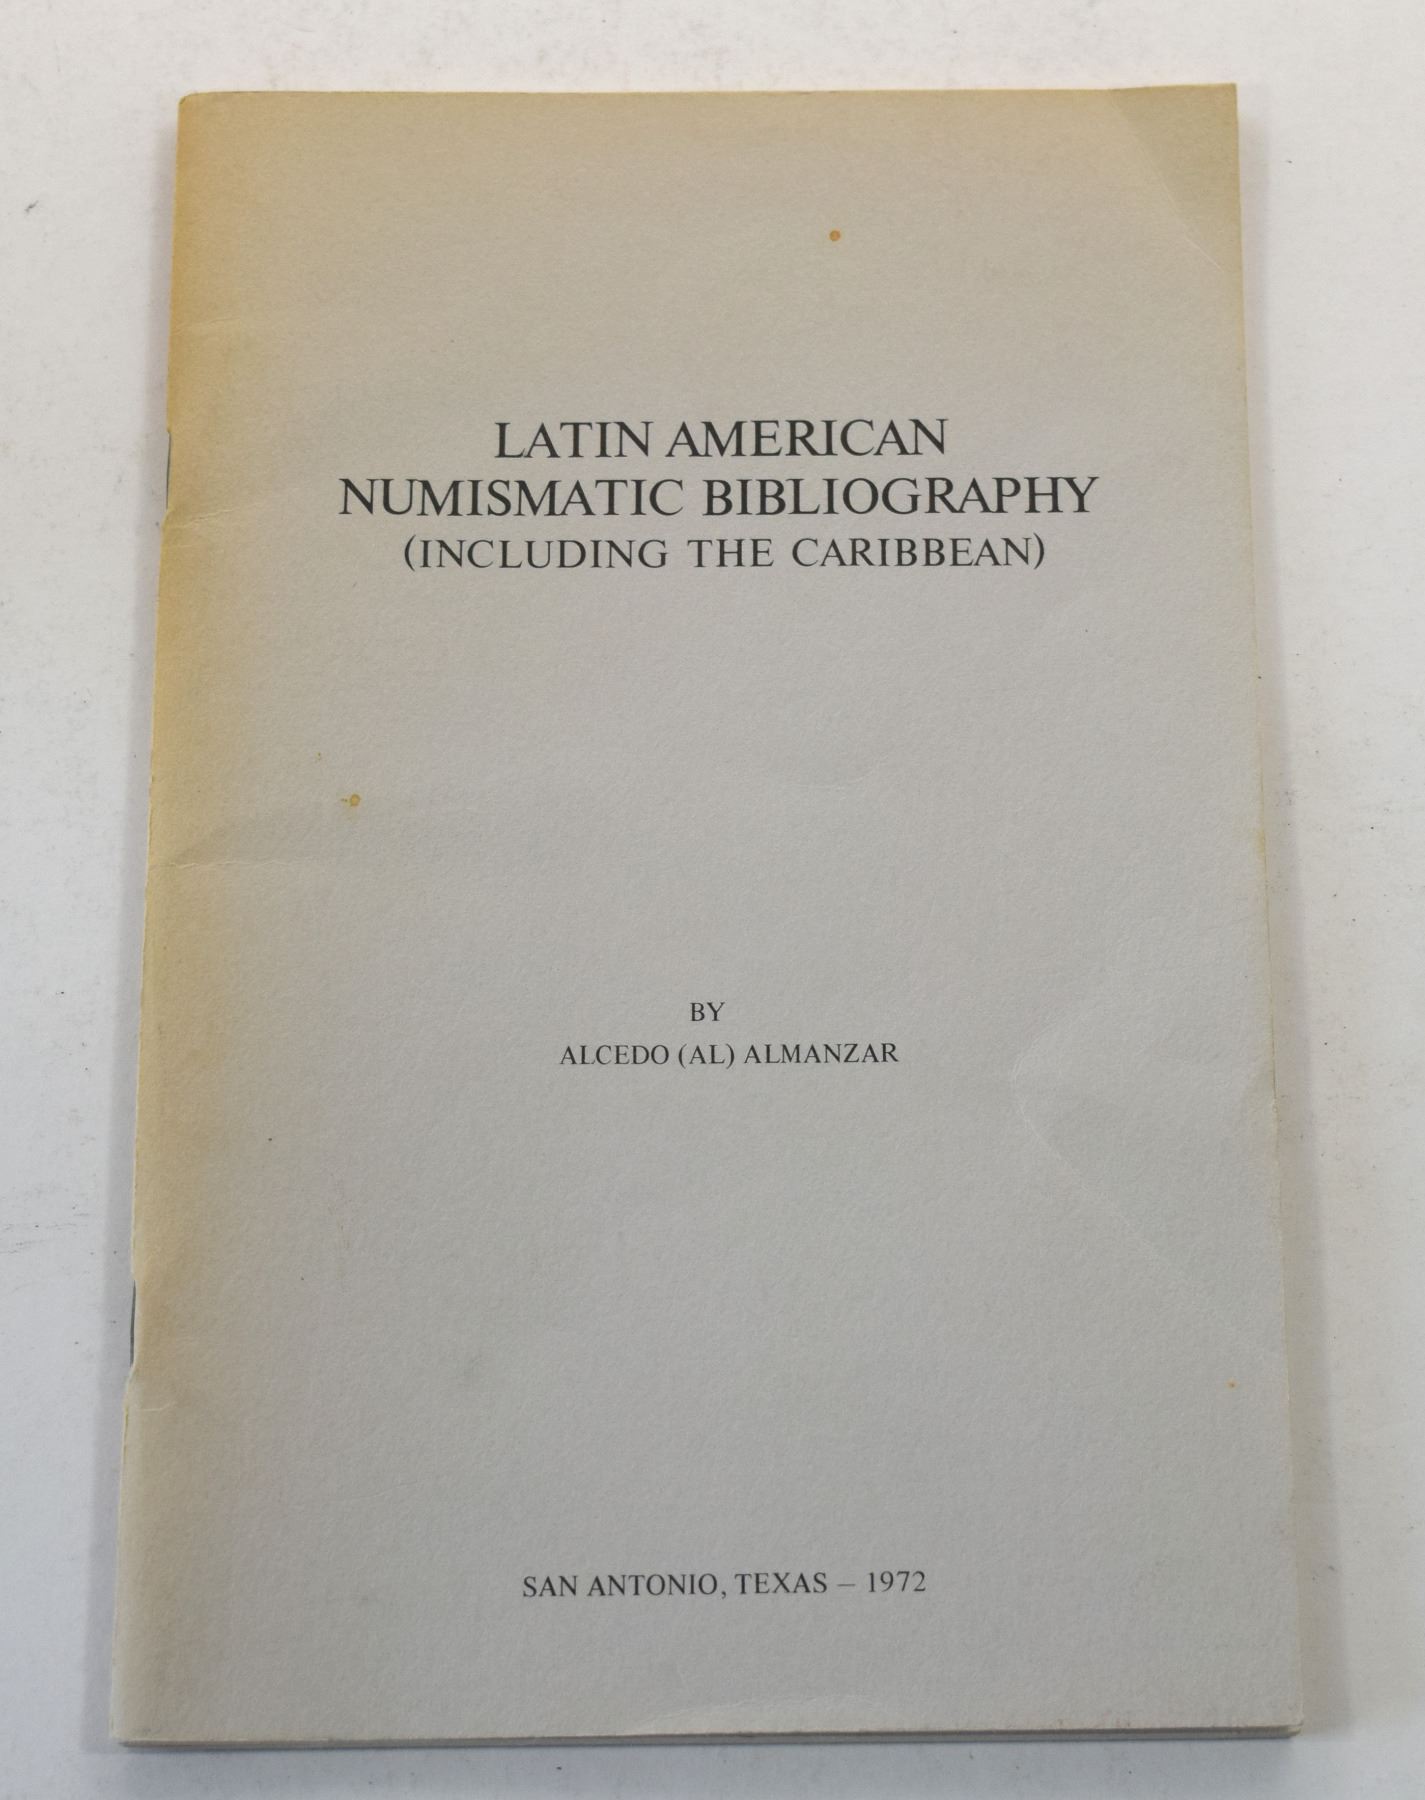 LATIN AMERICAN
NUMISMATIC BIBLIOGRAPHY
(INCLUDING THE CARIBBEAN)
BY
ALCEDO (AL) ALMANZAR
SAN ANTONIO, TEXAS – 1972